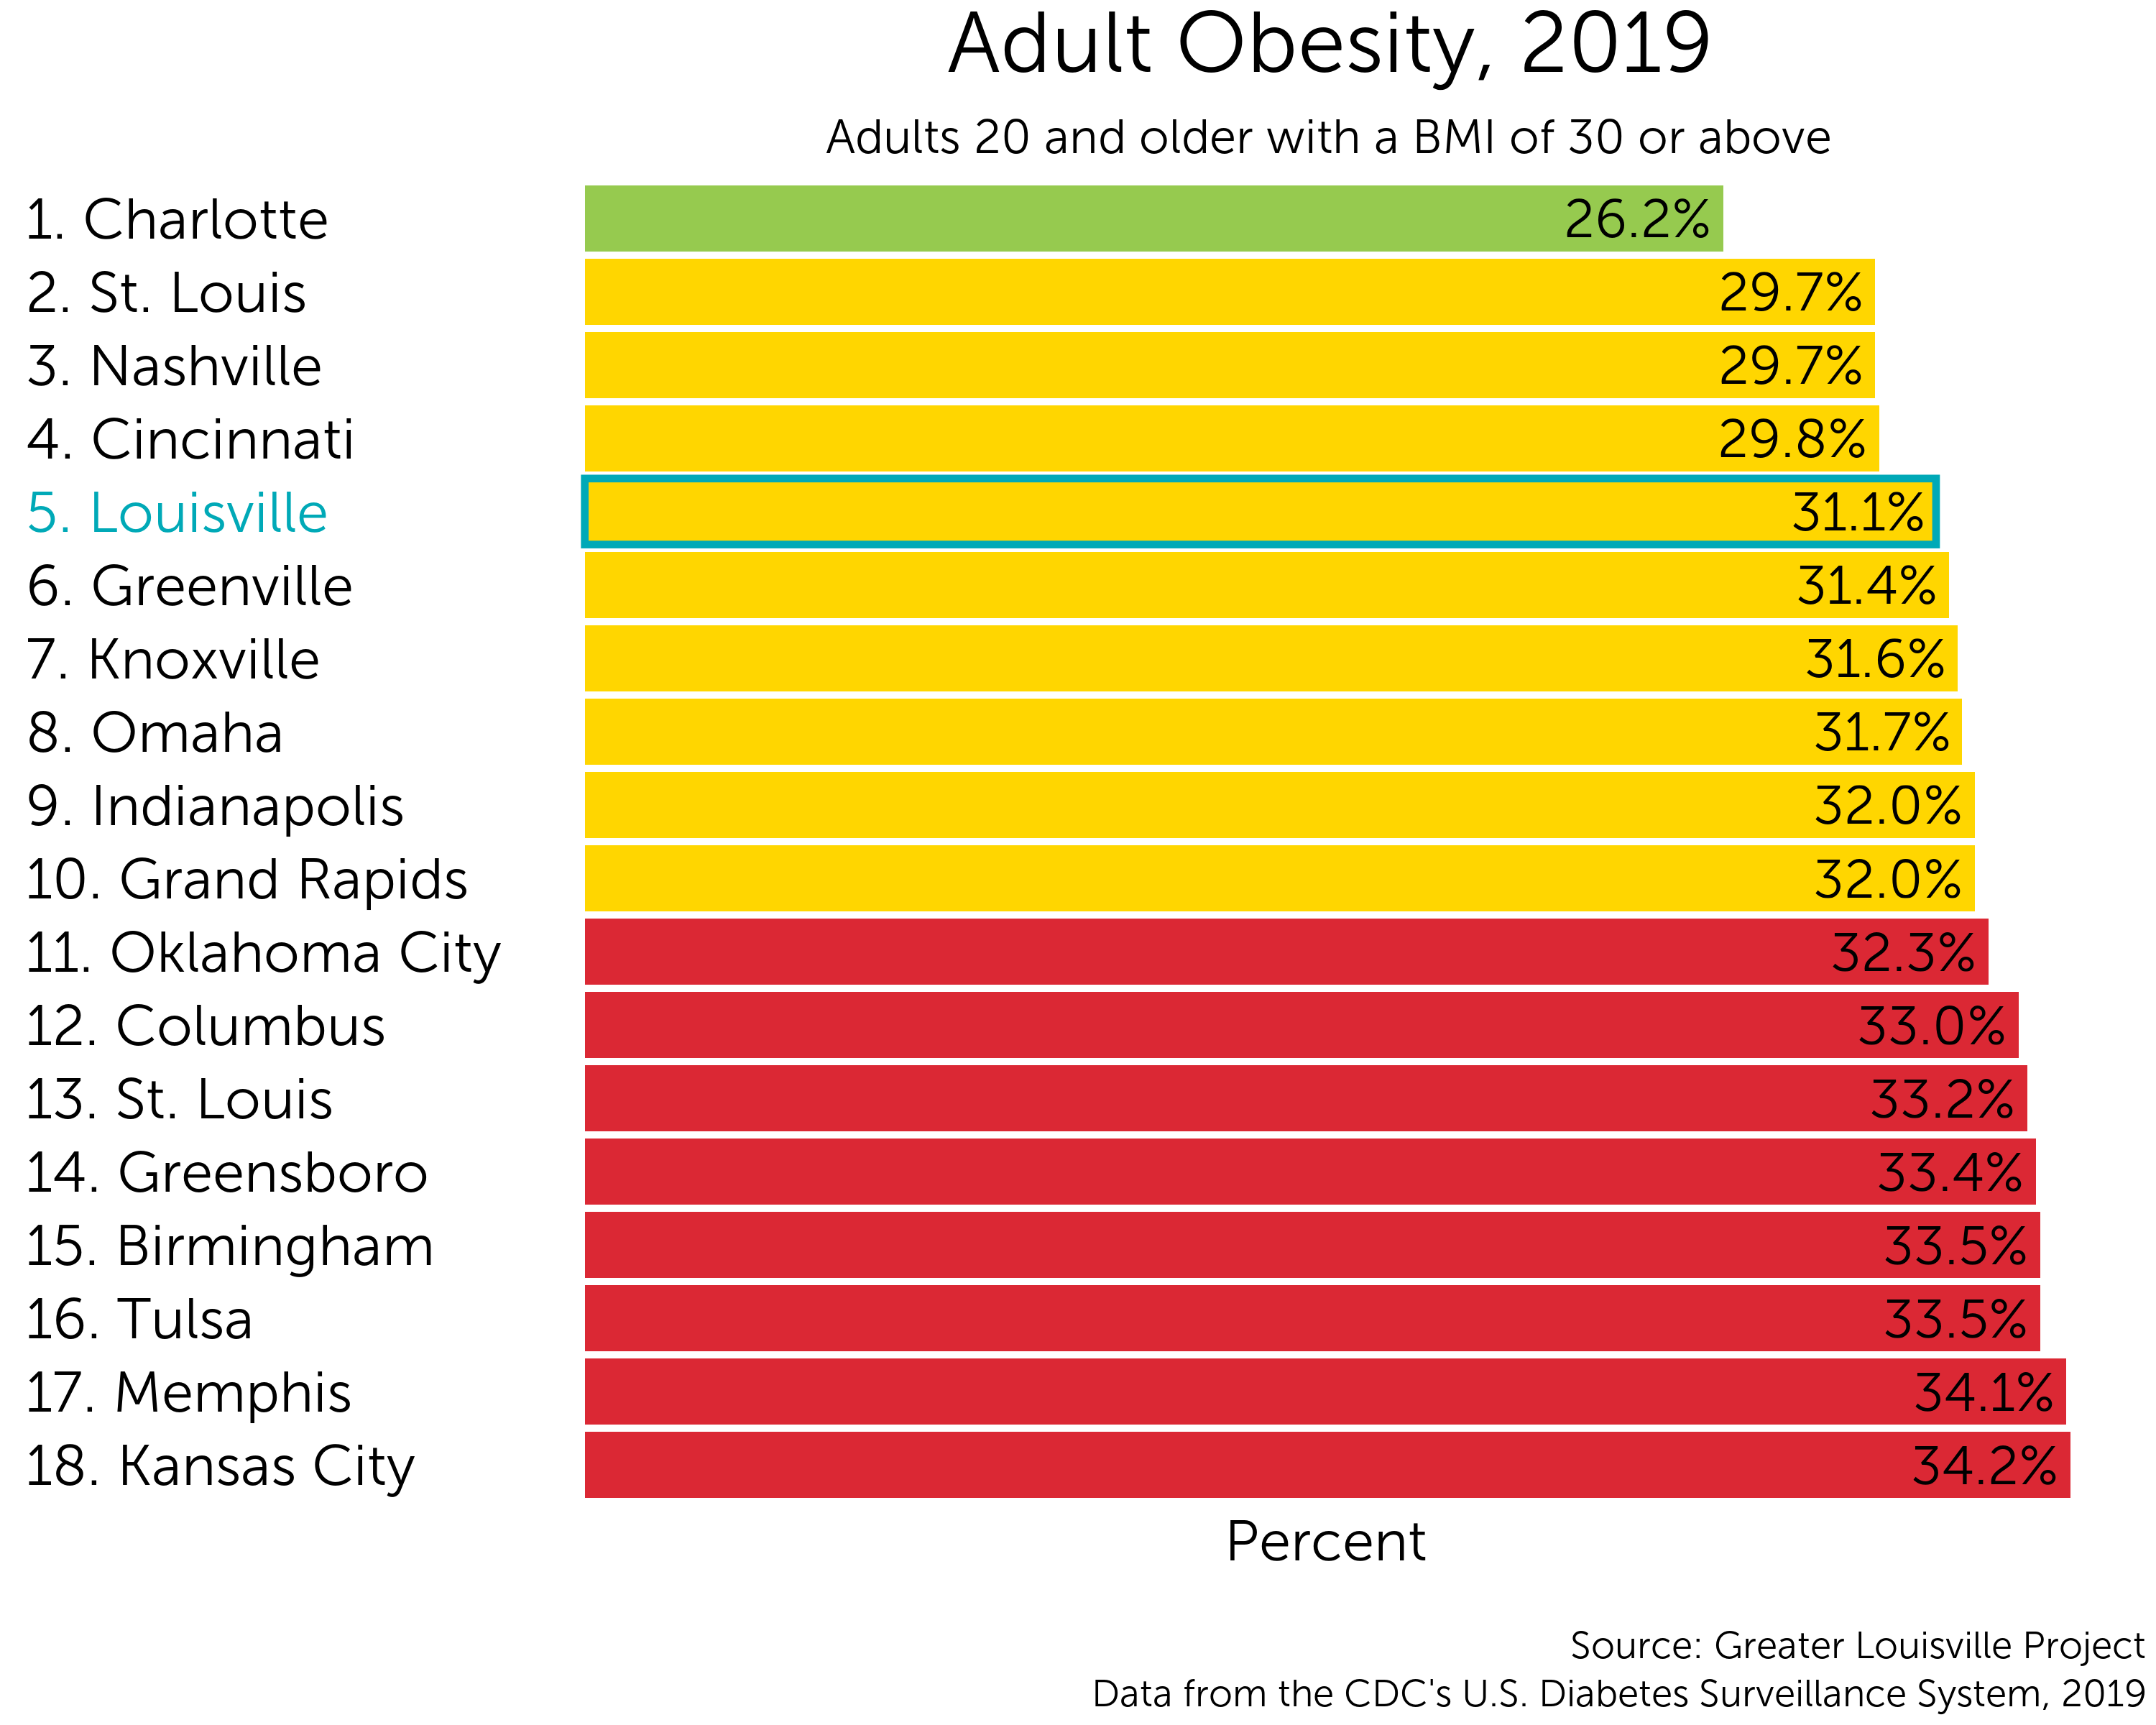 Adult Obesity, 2019
Adults 20 and older with a BMI of 30 or above
1. Charlotte 26.2%
2. St. Louis 29.7%
3. Nashville 29.7%
4. Cincinnati 29.8%
5. Louisville 31.1%
6. Greenville 31.4%
7. Knoxville 31.6%
8. Omaha 31.7%
9. Indianapolis 32.0%
10. Grand Rapids 32.0%
11. Oklahoma City 32.3%
12. Columbus 33.0%
13. St. Louis 33.2%
14. Greensboro 33.4%
15. Birmingham 33.5%
16. Tulsa 33.5%
17. Memphis 34.1%
18. Kansas City 34.2%
Percent
Source: Greater Louisville Project
Data from the CDC's U.S. Diabetes Surveillance System, 2019